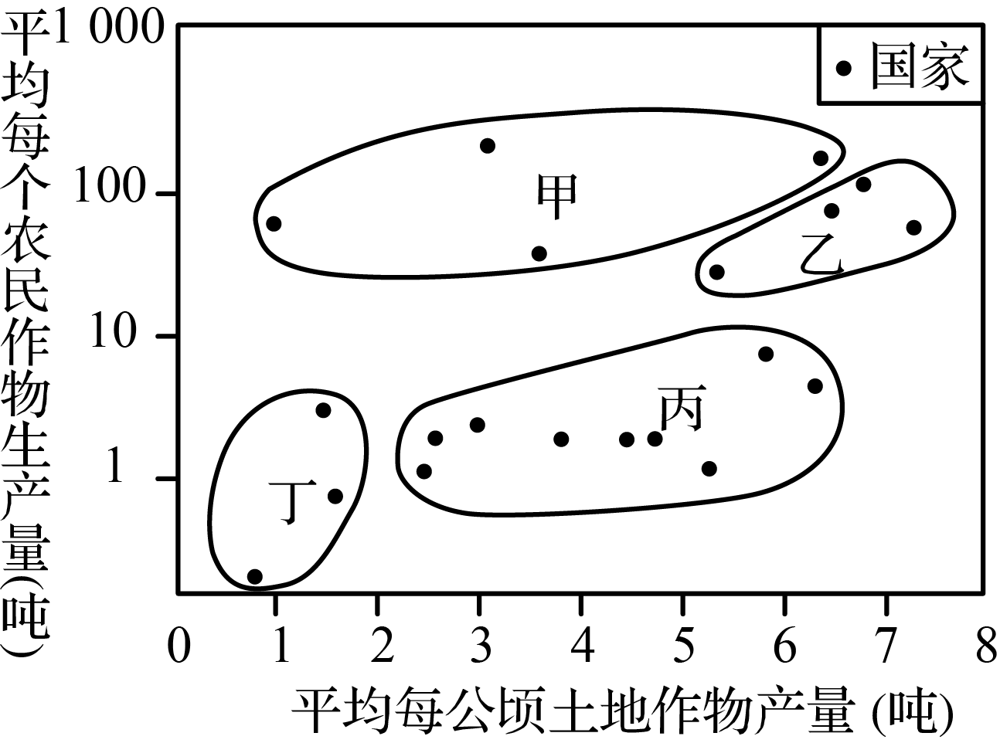 平均每个农民作物生产量(吨)
1 000
100
10
1
国家
甲
乙
丙
丁
0 1 2 3 4 5 6 7 8
平均每公顷土地作物产量 (吨)